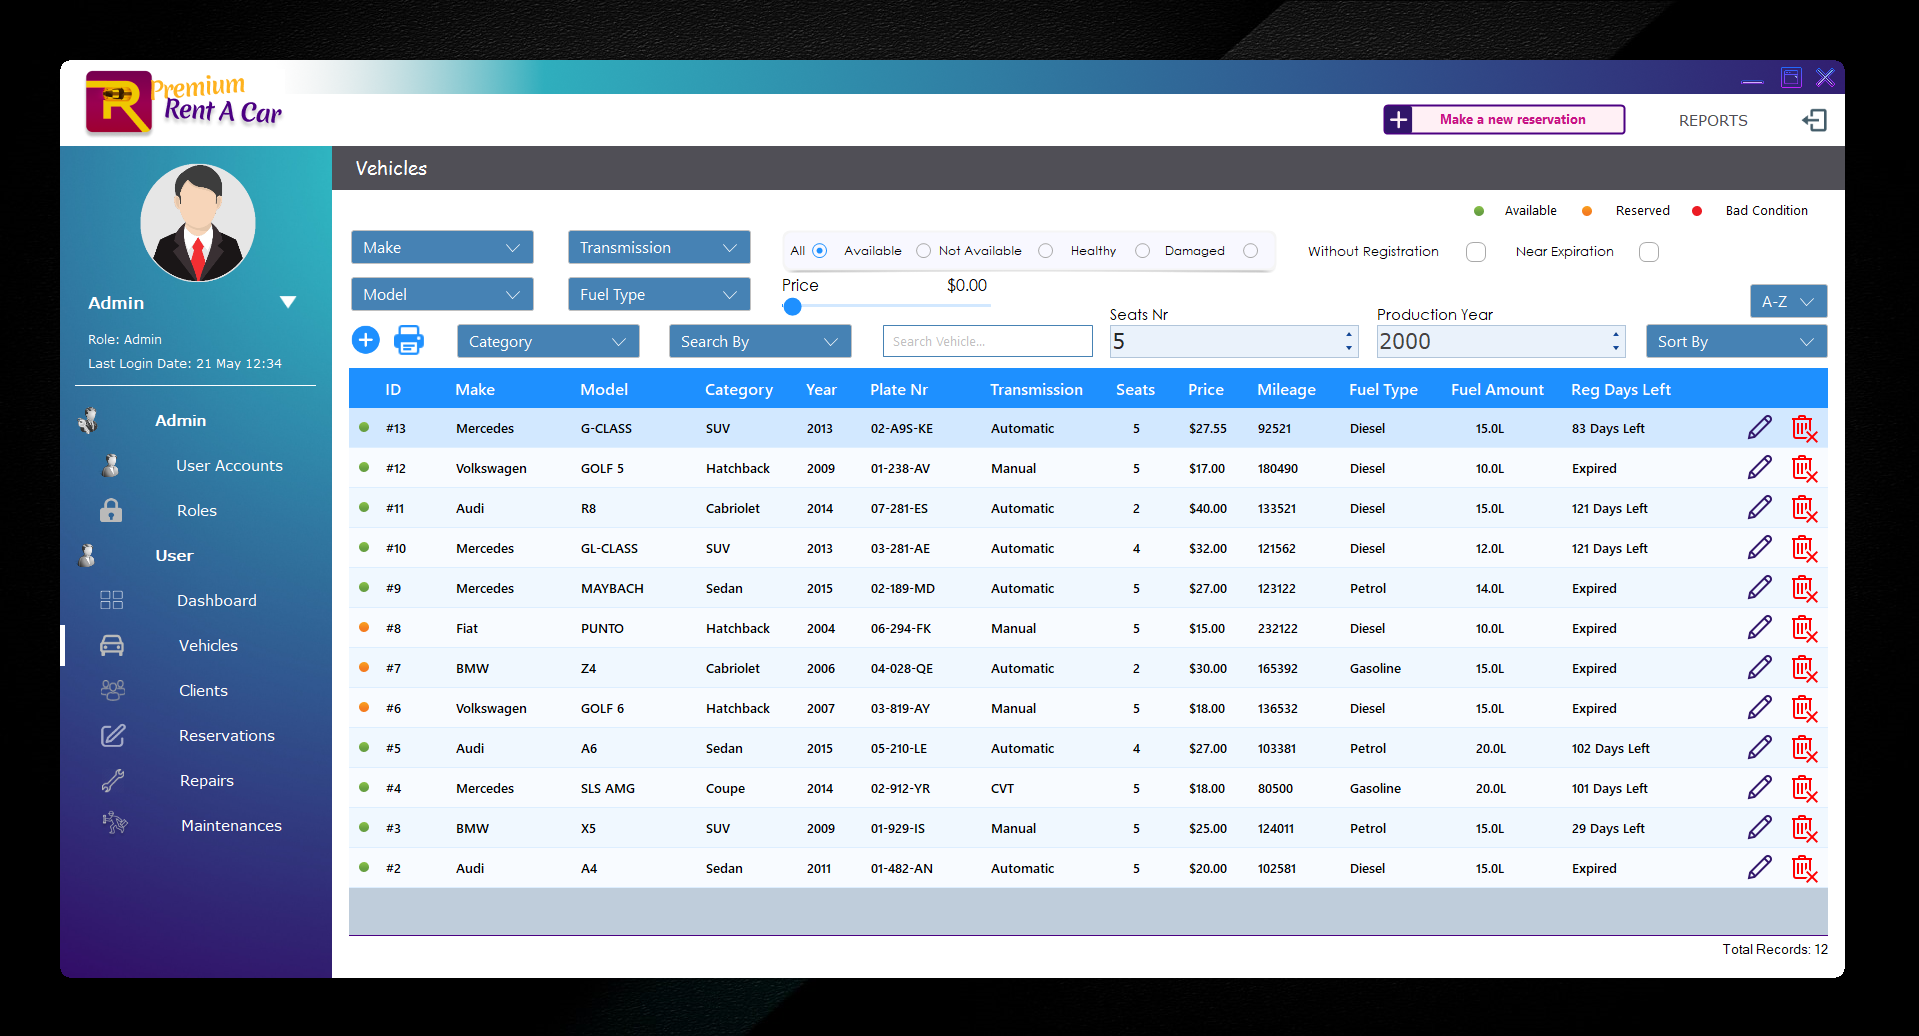 Premium
Rent A Car
Make a new reservation
REPORTS
Admin
Role: Admin
Last Login Date: 21 May 12:34
Admin
User Accounts
Roles
User
Dashboard
Vehicles
Clients
Reservations
Repairs
Maintenances
Vehicles
Available Reserved Bad Condition
Make Transmission All Available Not Available Healthy Damaged Without Registration Near Expiration
Model Fuel Type Price $0.00 A-Z
Seats Nr Production Year
Category Search By Search Vehicle... 5 2000 Sort By
ID Make Model Category Year Plate Nr Transmission Seats Price Mileage Fuel Type Fuel Amount Reg Days Left
#13 Mercedes G-CLASS SUV 2013 02-A9S-KE Automatic 5 $27.55 92521 Diesel 15.0L 83 Days Left
#12 Volkswagen GOLF 5 Hatchback 2009 01-238-AV Manual 5 $17.00 180490 Diesel 10.0L Expired
#11 Audi R8 Cabriolet 2014 07-281-ES Automatic 2 $40.00 133521 Diesel 15.0L 121 Days Left
#10 Mercedes GL-CLASS SUV 2013 03-281-AE Automatic 4 $32.00 121562 Diesel 12.0L 121 Days Left
#9 Mercedes MAYBACH Sedan 2015 02-189-MD Automatic 5 $27.00 123122 Petrol 14.0L Expired
#8 Fiat PUNTO Hatchback 2004 06-294-FK Manual 5 $15.00 232122 Diesel 10.0L Expired
#7 BMW Z4 Cabriolet 2006 04-028-QE Automatic 2 $30.00 165392 Gasoline 15.0L Expired
#6 Volkswagen GOLF 6 Hatchback 2007 03-819-AY Manual 5 $18.00 136532 Diesel 15.0L Expired
#5 Audi A6 Sedan 2015 05-210-LE Automatic 4 $27.00 103381 Petrol 20.0L 102 Days Left
#4 Mercedes SLS AMG Coupe 2014 02-912-YR CVT 5 $18.00 80500 Gasoline 20.0L 101 Days Left
#3 BMW X5 SUV 2009 01-929-IS Manual 5 $25.00 124011 Petrol 15.0L 29 Days Left
#2 Audi A4 Sedan 2011 01-482-AN Automatic 5 $20.00 102581 Diesel 15.0L Expired
Total Records: 12